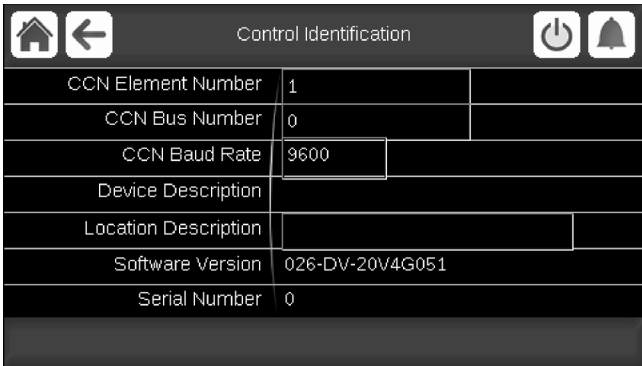 Control Identification
CCN Element Number 1
CCN Bus Number 0
CCN Baud Rate 9600
Device Description
Location Description
Software Version 026-DV-20V4G051
Serial Number 0